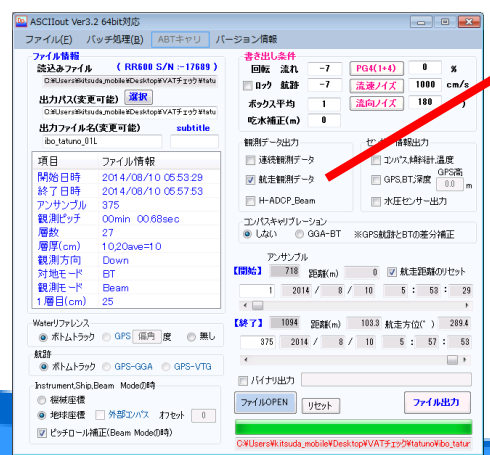 ASCIIout Ver3.2 64bit対応
ファイル(F) バッチ処理(B) ABTキャリ バージョン情報
ファイル情報
読込みファイル ( RR600 S/N :-17689 )
C:¥Users¥kitsuda_mobile¥Desktop¥VATチェック¥tatu
出力パス(変更可能) 選択
C:¥Users¥kitsuda_mobile¥Desktop¥VATチェック¥tatu
出力ファイル名(変更可能) subtitle
ibo_tatuno_01L
項目 ファイル情報
開始日時 2014/08/10 05:53:29
終了日時 2014/08/10 05:57:53
アンサンブル 375
観測ピッチ 00min 00.68sec
層数 27
層厚(cm) 10,20ave=10
観測方向 Down
対地モード BT
観測モード Beam
1層目(cm) 25
Waterリファレンス
ボトムトラック GPS 偏角 度 無し
航跡
ボトムトラック GPS-GGA GPS-VTG
Instrument,Ship,Beam Modeの時
機械座標
地球座標 外部コンパス オフセット 0
ピッチロール補正(Beam Modeの時)
書き出し条件
回転 流れ -7 PG4(1+4) 0 %
ロック 航跡 -7 流速ノイズ 1000 cm/s
ボックス平均 1 流向ノイズ 180 )
吃水補正(m) 0
観測データ出力
連続観測データ
航走観測データ
H-ADCP_Beam
センサー情報出力
コンパス,傾斜計,温度
GPS,BT,深度 GPS高 0.0 m
水圧センサー出力
コンパスキャリブレーション
しない GGA-BT ※GPS航跡とBTの差分補正
アンサンブル
【開始】 718 距離(m) 0 航走距離のリセット
1 2014 / 8 / 10 5 : 53 : 29
【終了】 1094 距離(m) 103.3 航走方位(°) 289.4
375 2014 / 8 / 10 5 : 57 : 53
バイナリ出力
ファイルOPEN リセット ファイル出力
C:¥Users¥kitsuda_mobile¥Desktop¥VATチェック¥tatuno¥ibo_tatur